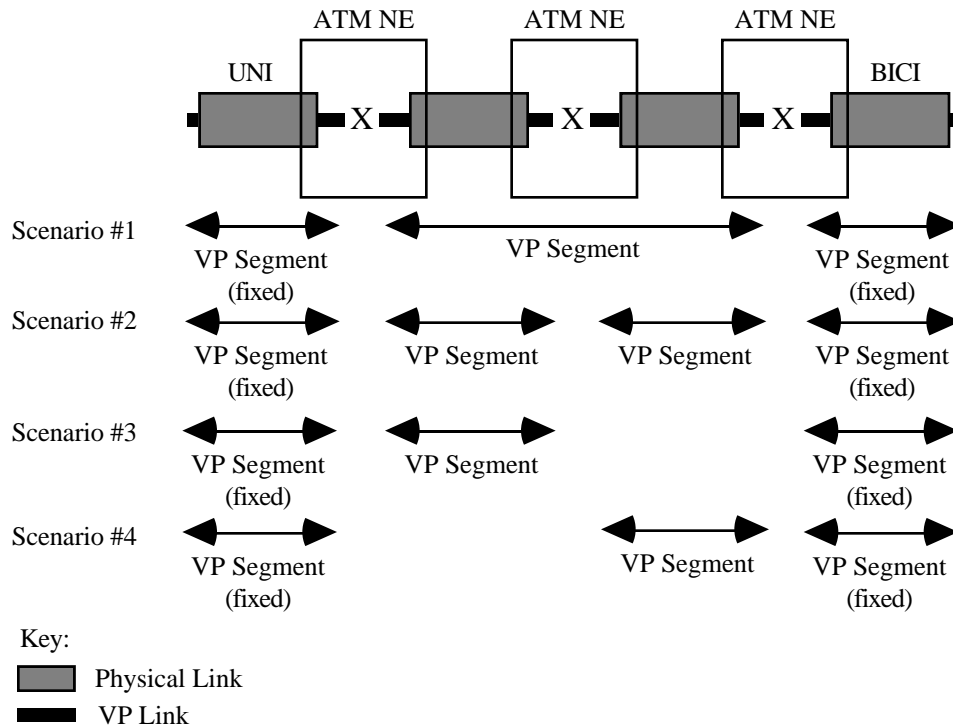 ATM NE ATM NE ATM NE
UNI BICI
X X X
Scenario #1
VP Segment
(fixed)
VP Segment
VP Segment
(fixed)
Scenario #2
VP Segment
(fixed)
VP Segment
VP Segment
VP Segment
(fixed)
Scenario #3
VP Segment
(fixed)
VP Segment
VP Segment
(fixed)
Scenario #4
VP Segment
(fixed)
VP Segment
VP Segment
(fixed)
Key:
Physical Link
VP Link